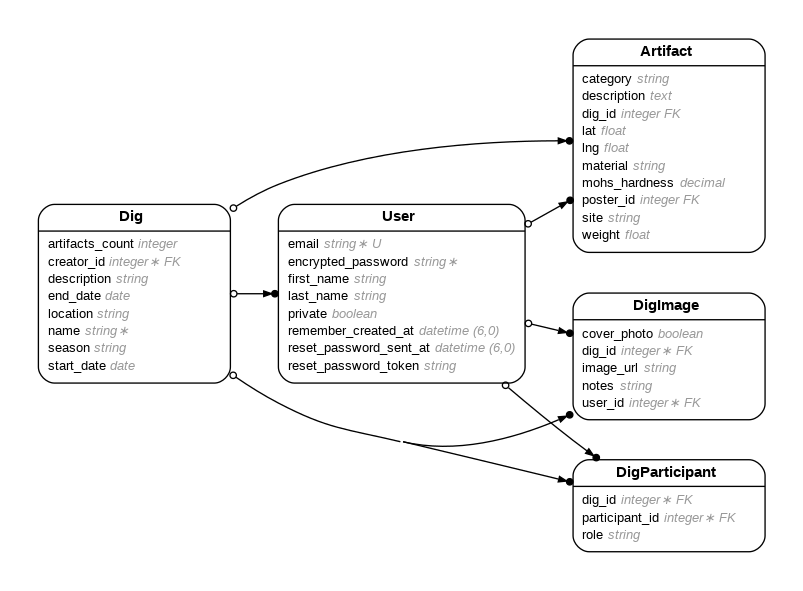 Artifact
category string
description text
dig_id integer FK
lat float
lng float
material string
mohs_hardness decimal
poster_id integer FK
site string
weight float
Dig
artifacts_count integer
creator_id integer∗ FK
description string
end_date date
location string
name string∗
season string
start_date date
User
email string∗ U
encrypted_password string∗
first_name string
last_name string
private boolean
remember_created_at datetime (6,0)
reset_password_sent_at datetime (6,0)
reset_password_token string
DigImage
cover_photo boolean
dig_id integer∗ FK
image_url string
notes string
user_id integer∗ FK
DigParticipant
dig_id integer∗ FK
participant_id integer∗ FK
role string